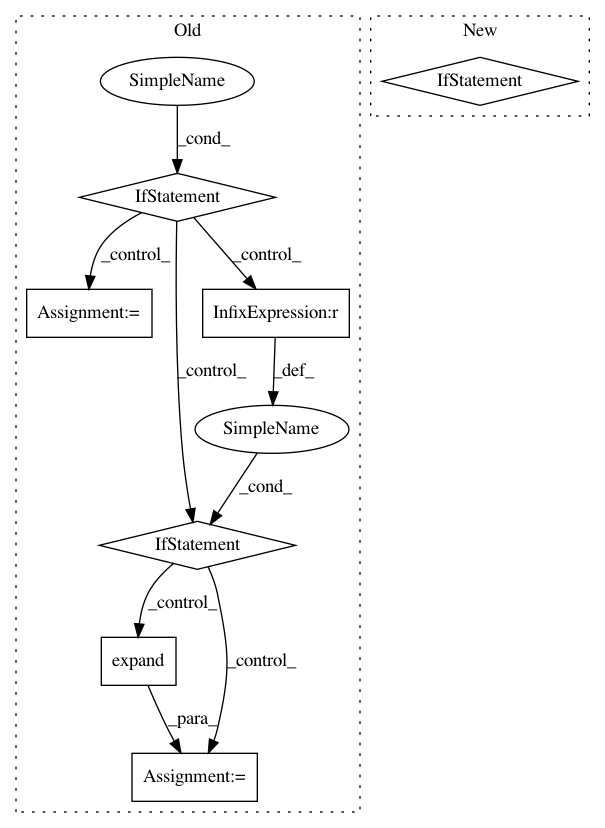 Old
New
SimpleName
IfStatement
_cond_
IfStatement
_control_
_control_
Assignment:=
InfixExpression:r
_control_
_def_
SimpleName
_cond_
IfStatement
_control_
expand
_control_
_para_
Assignment:=